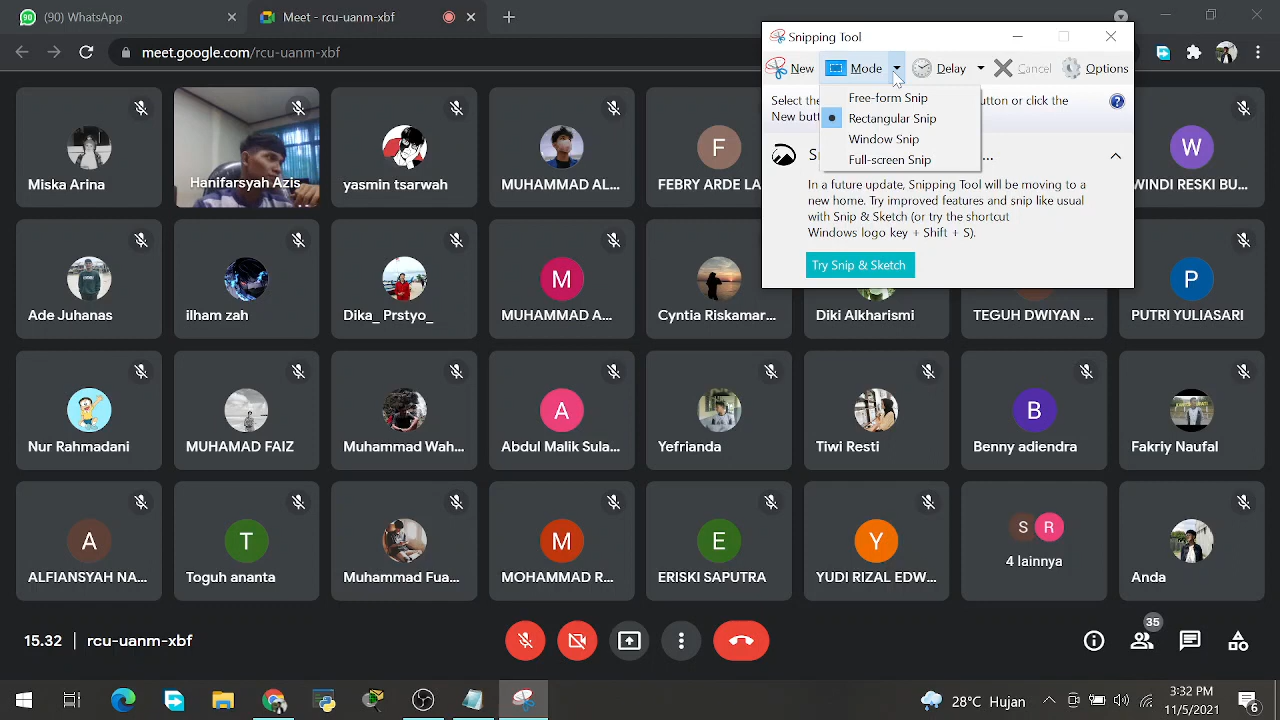 (90) WhatsApp
Meet - rcu-uanm-xbf
et.google.com/rcu-uanm-xbf
Snipping Tool
New
Mode
Delay
Cancel
Options
Select the
utton or click the
New butt
Free-form Snip
Rectangular Snip
Window Snip
Full-screen Snip
...
In a future update, Snipping Tool will be moving to a
new home. Try improved features and snip like usual
with Snip & Sketch (or try the shortcut
Windows logo key + Shift + S).
Try Snip & Sketch
F
W
Miska Arina
Hanifarsyah Azis
yasmin tsarwah
MUHAMMAD AL...
FEBRY ARDE LA
WINDI RESKI BU...
M
P
Ade Juhanas
ilham zah
Dika_ Prstyo_
MUHAMMAD A...
Cyntia Riskamar...
Diki Alkharismi
TEGUH DWIYAN ...
PUTRI YULIASARI
A
B
Nur Rahmadani
MUHAMAD FAIZ
Muhammad Wah...
Abdul Malik Sula...
Yefrianda
Tiwi Resti
Benny adiendra
Fakriy Naufal
A
T
M
E
Y
S
R
ALFIANSYAH NA...
Toguh ananta
Muhammad Fua...
MOHAMMAD R...
ERISKI SAPUTRA
YUDI RIZAL EDW...
4 lainnya
Anda
15.32 | rcu-uanm-xbf
35
28°C Hujan
3:32 PM
11/5/2021
6